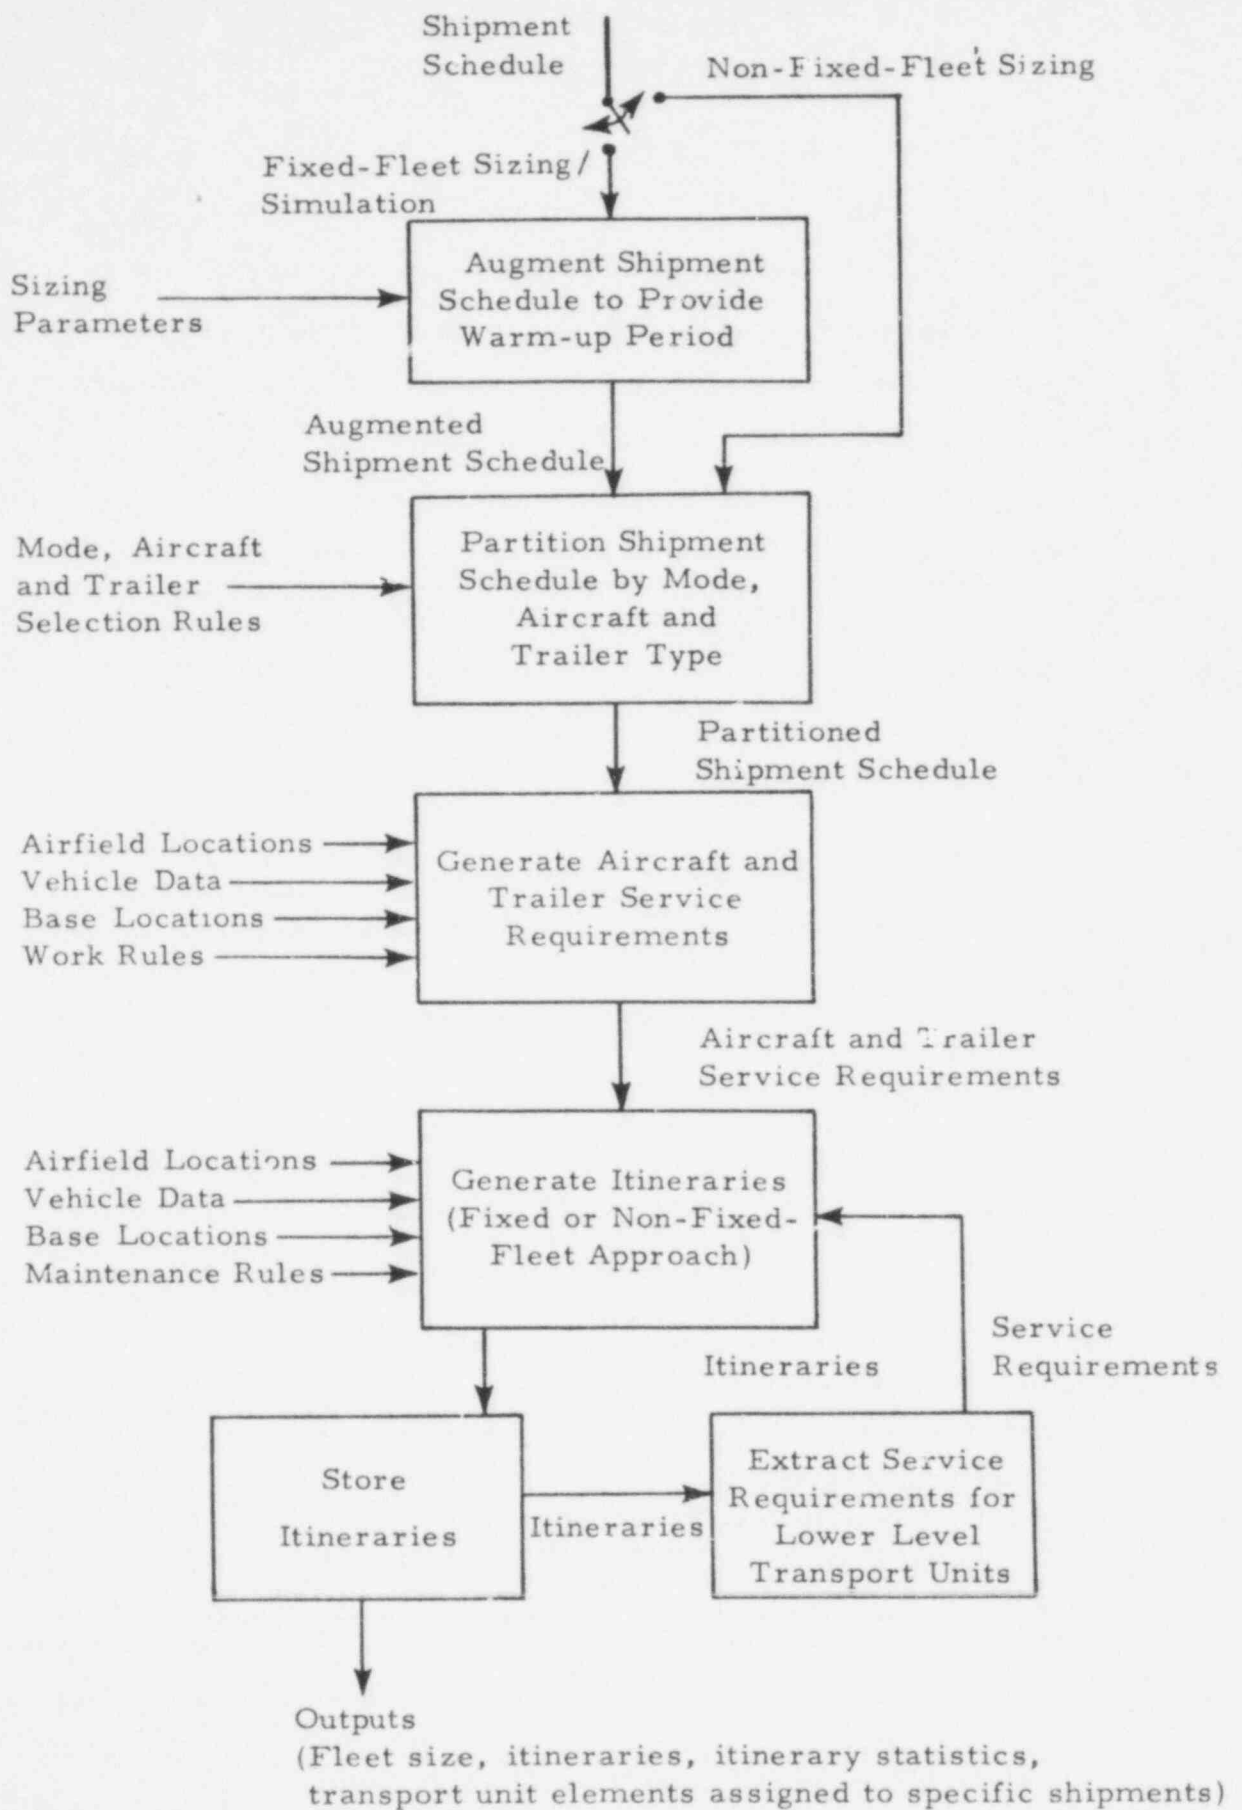 Shipment
Schedule
Non-Fixed-Fleet Sizing
Fixed-Fleet Sizing/
Simulation
Augment Shipment
Schedule to Provide
Warm-up Period
Sizing
Parameters
Augmented
Shipment Schedule
Mode, Aircraft
and Trailer
Selection Rules
Partition Shipment
Schedule by Mode,
Aircraft and
Trailer Type
Partitioned
Shipment Schedule
Airfield Locations
Vehicle Data
Base Locations
Work Rules
Generate Aircraft and
Trailer Service
Requirements
Aircraft and Trailer
Service Requirements
Airfield Locations
Vehicle Data
Base Locations
Maintenance Rules
Generate Itineraries
(Fixed or Non-Fixed-
Fleet Approach)
Service
Requirements
Itineraries
Store
Itineraries
Itineraries
Extract Service
Requirements for
Lower Level
Transport Units
Outputs
(Fleet size, itineraries, itinerary statistics,
transport unit elements assigned to specific shipments)